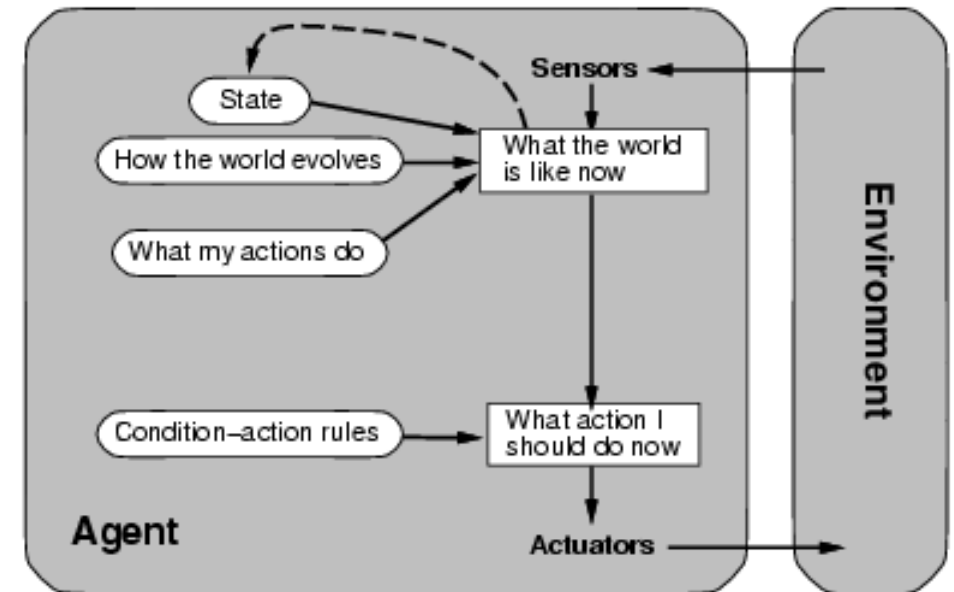 Sensors
State
What the world
is like now
How the world evolves
What my actions do
Environment
Condition–action rules
What action I
should do now
Agent
Actuators